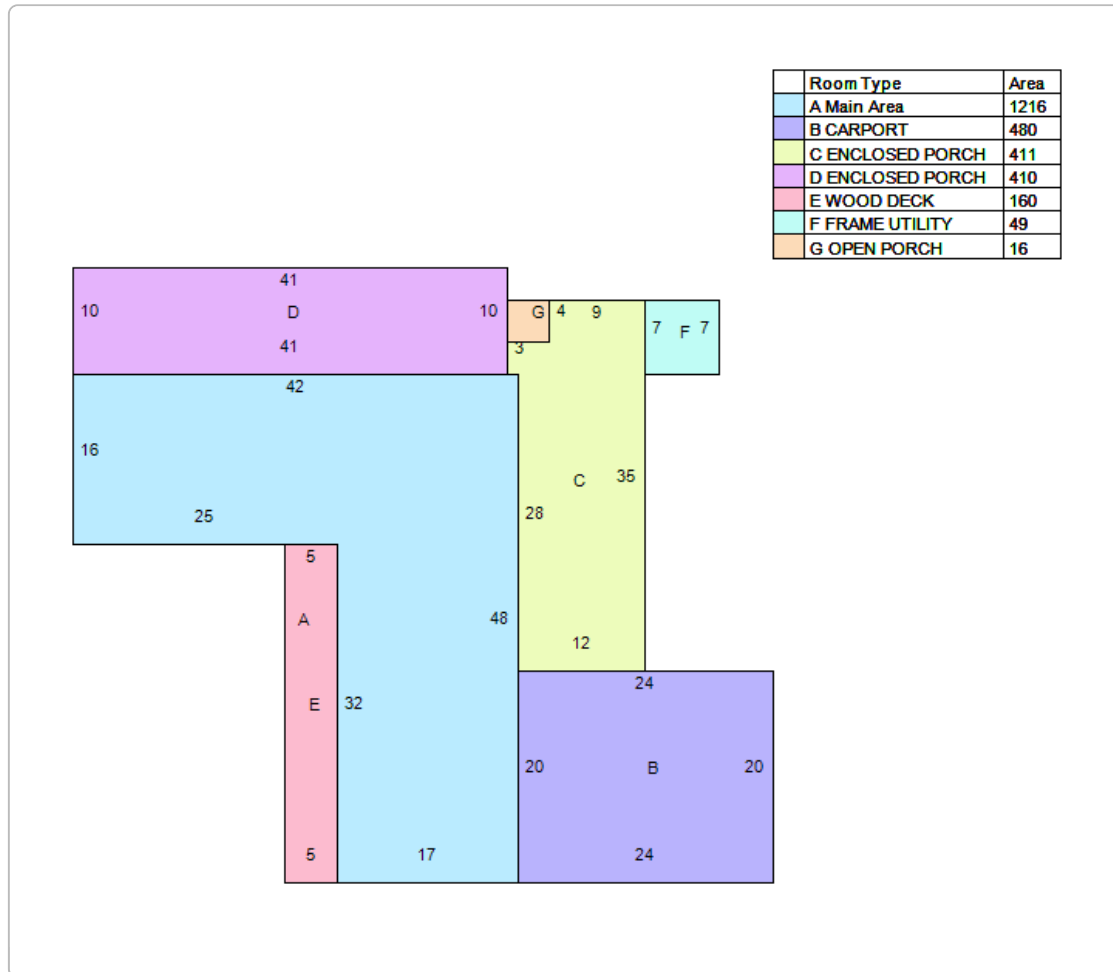 Room Type Area
A Main Area 1216
B CARPORT 480
C ENCLOSED PORCH 411
D ENCLOSED PORCH 410
E WOOD DECK 160
F FRAME UTILITY 49
G OPEN PORCH 16
41
10 D 10 G 4 9
7 F 7
41 3
42
16
C 35
25 28
5
A 48
12
24
E 32
20 B 20
5 17 24